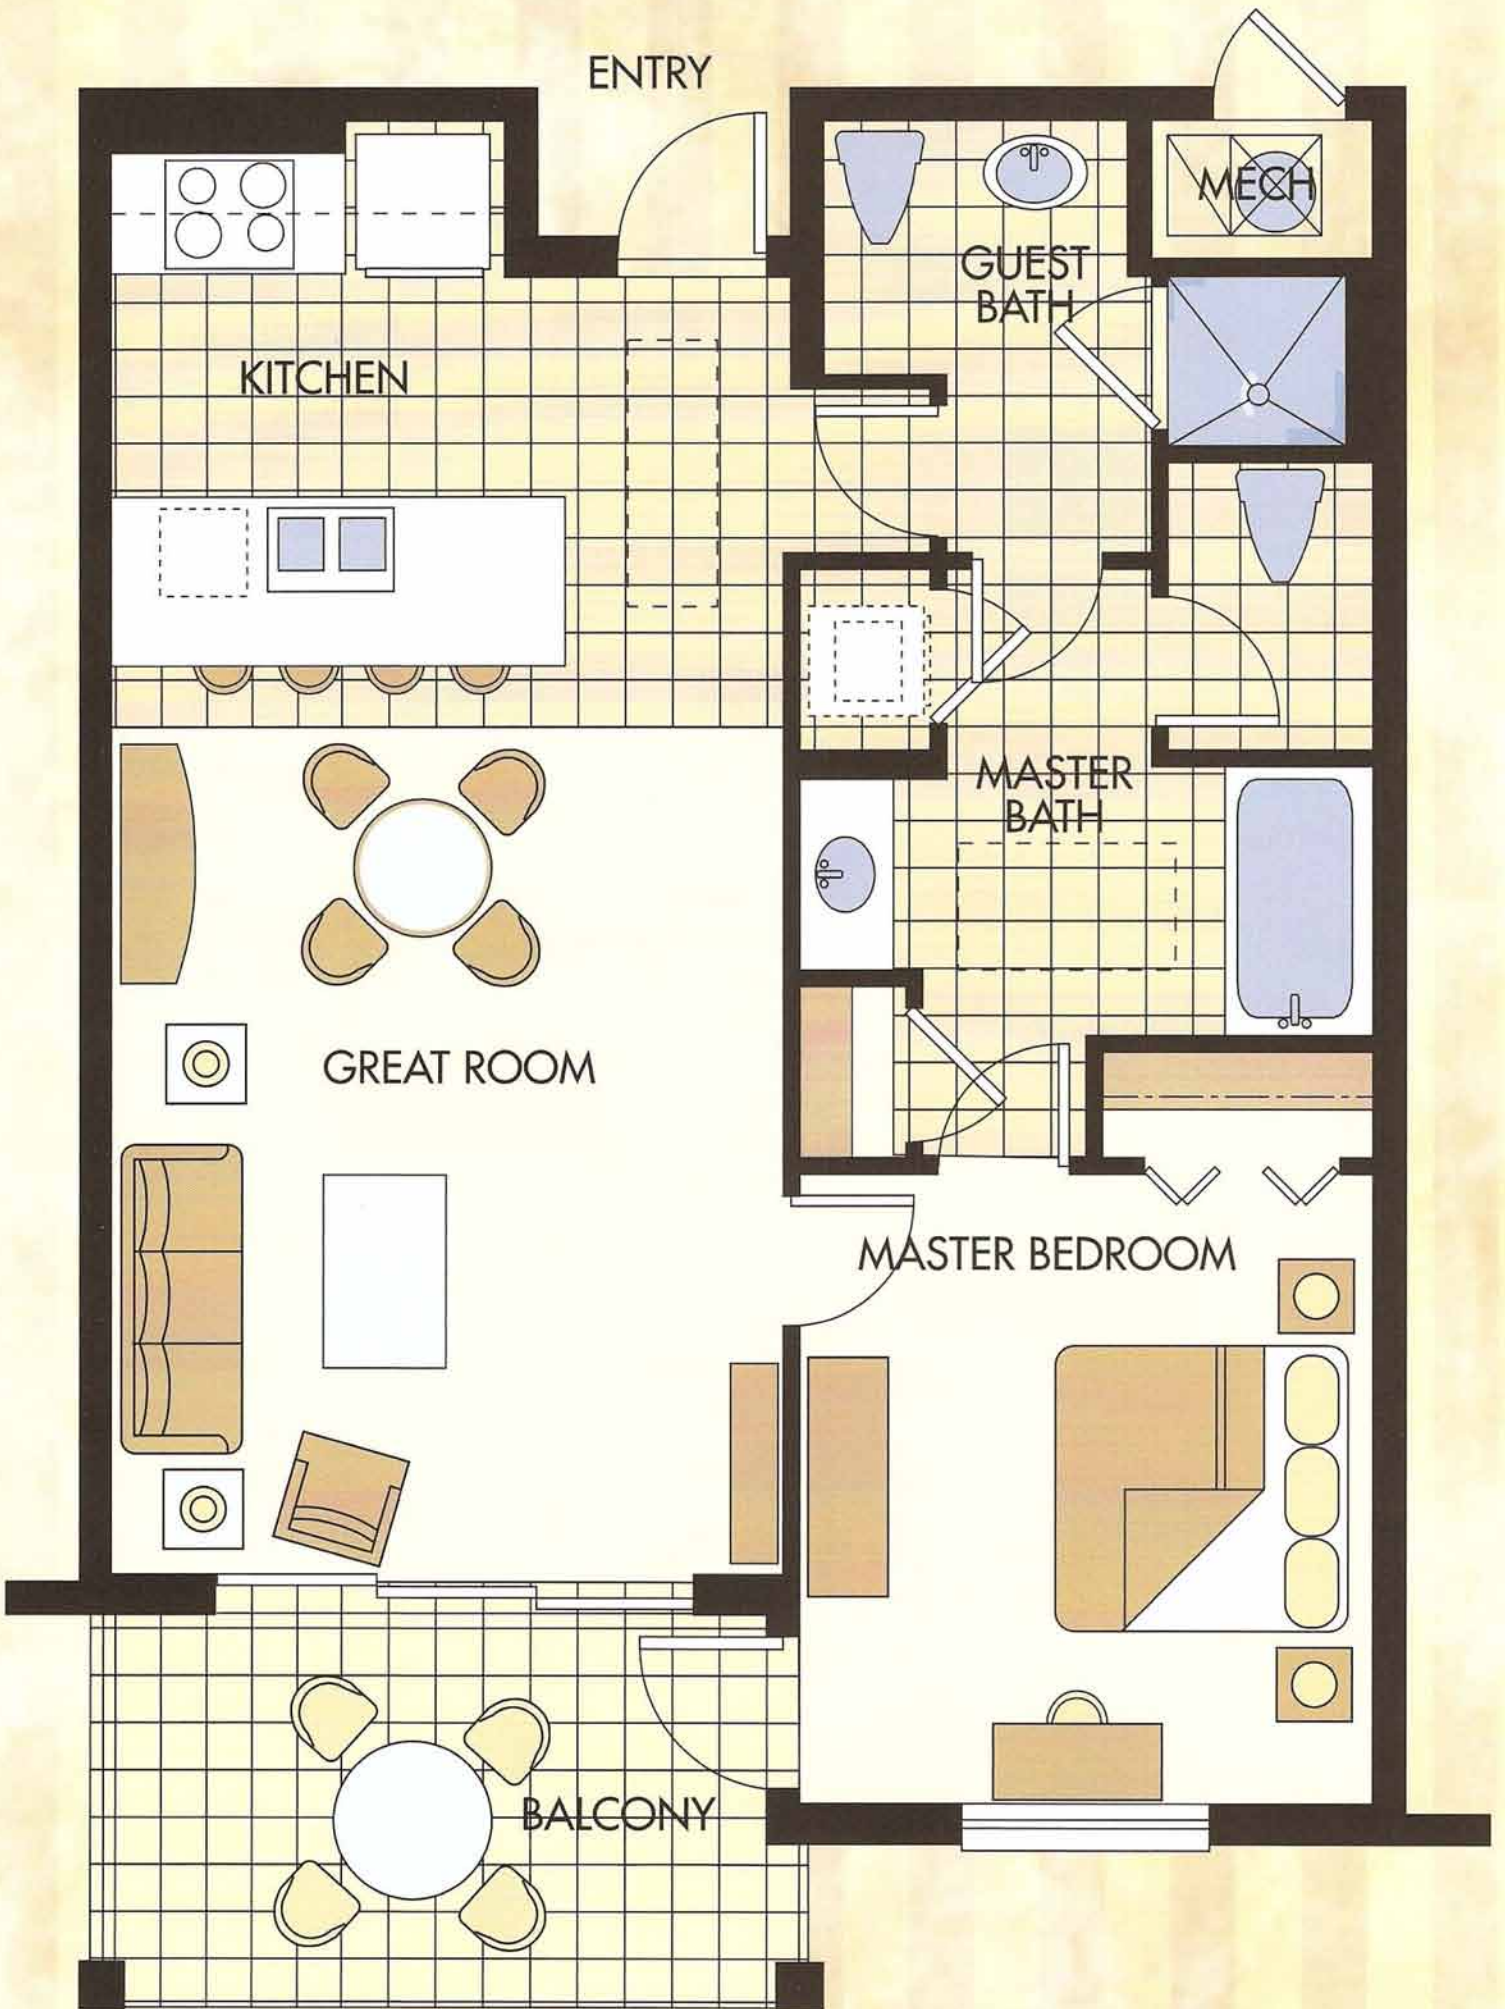 ENTRY
MECH
GUEST
BATH
KITCHEN
MASTER
BATH
GREAT ROOM
MASTER BEDROOM
BALCONY